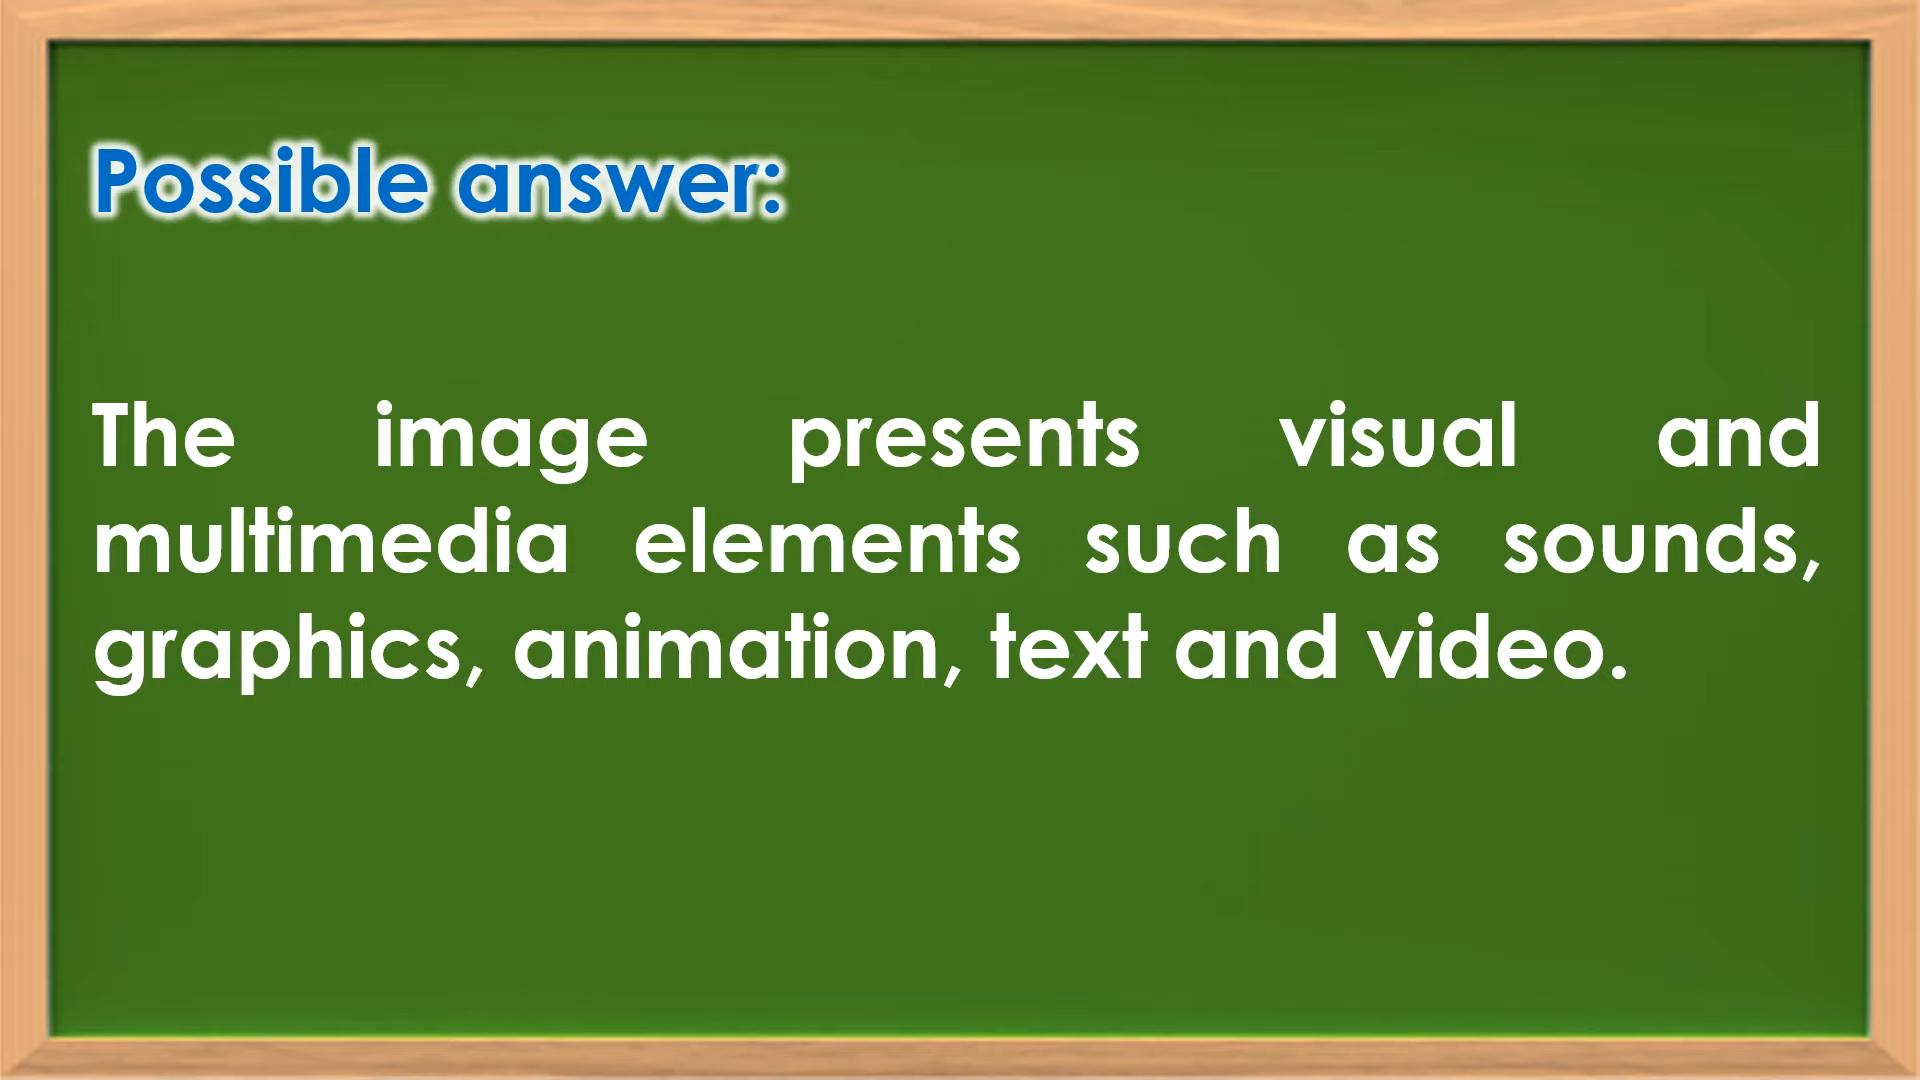 Possible answer:
The image presents visual and
multimedia elements such as sounds,
graphics, animation, text and video.